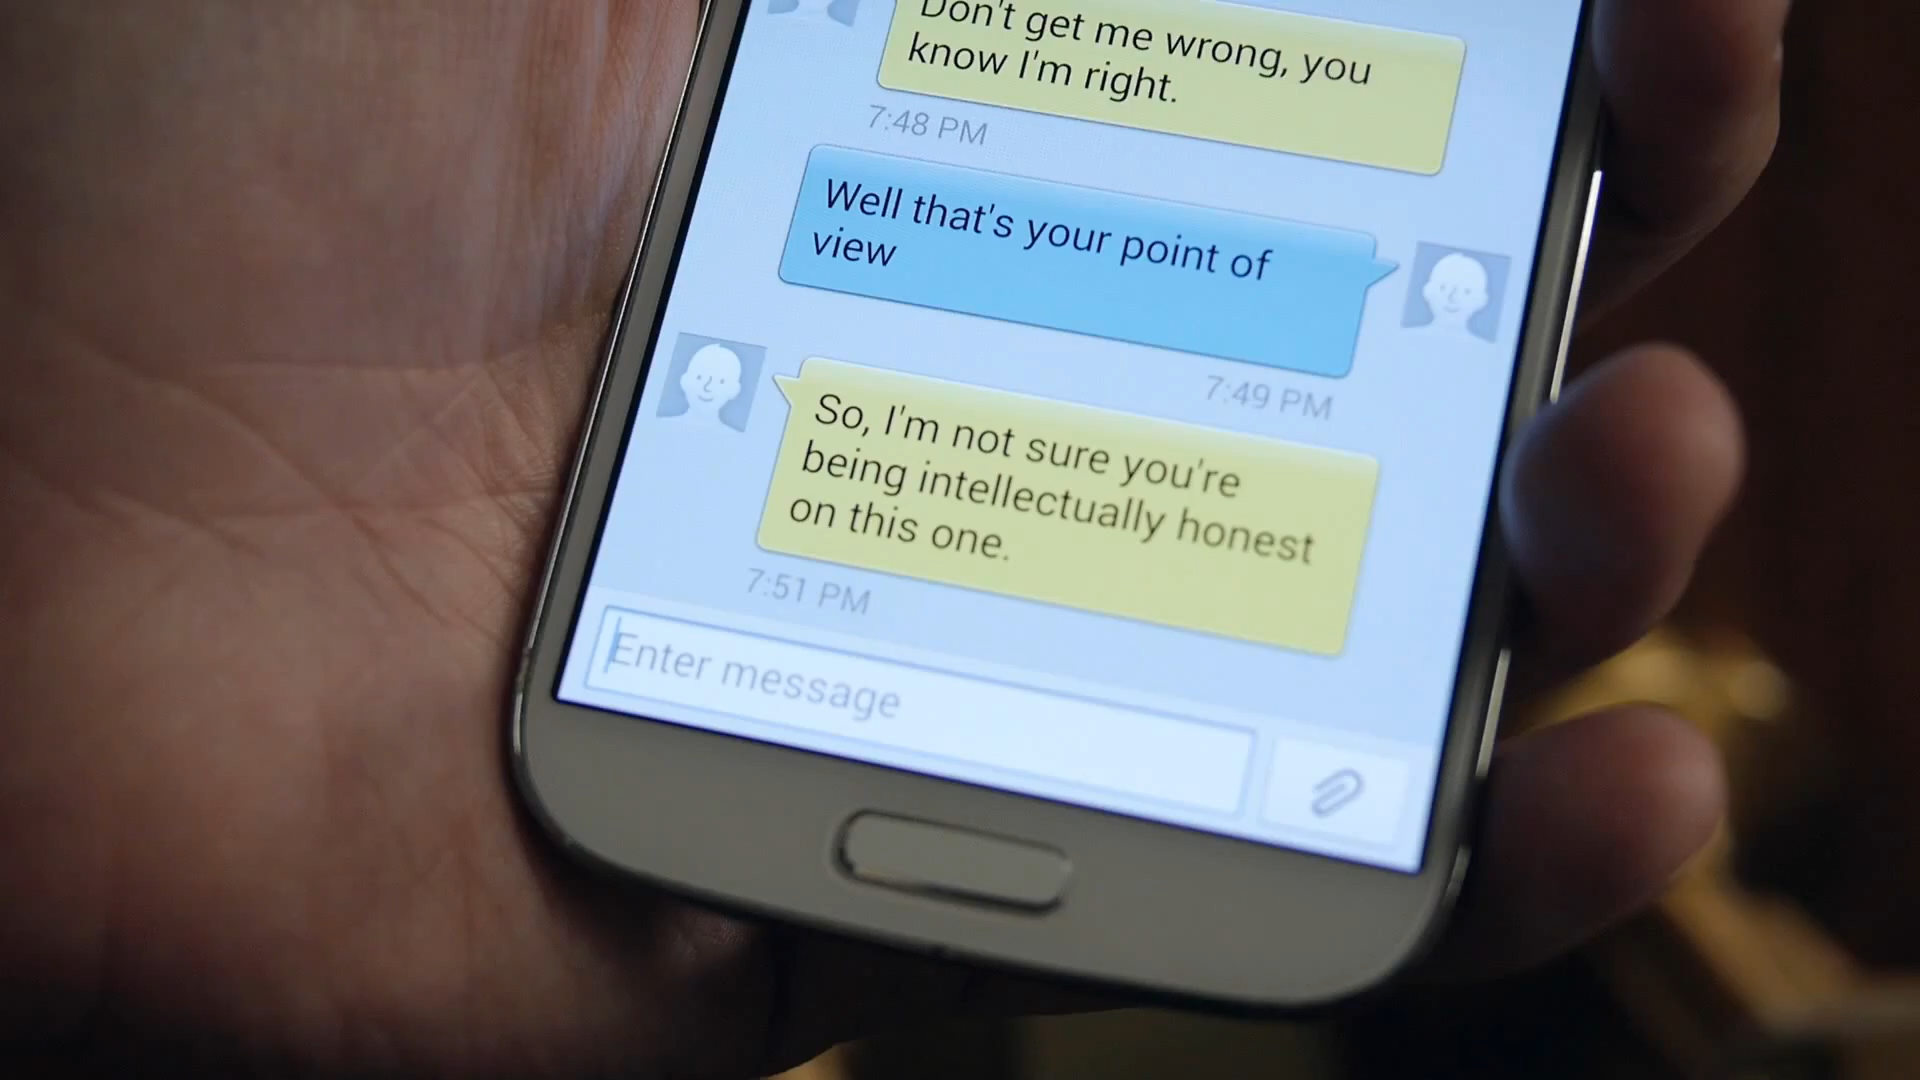 Don't get me wrong, you
know I'm right.
7:48 PM
Well that's your point of
view
7:49 PM
So, I'm not sure you're
being intellectually honest
on this one.
7:51 PM
Enter message